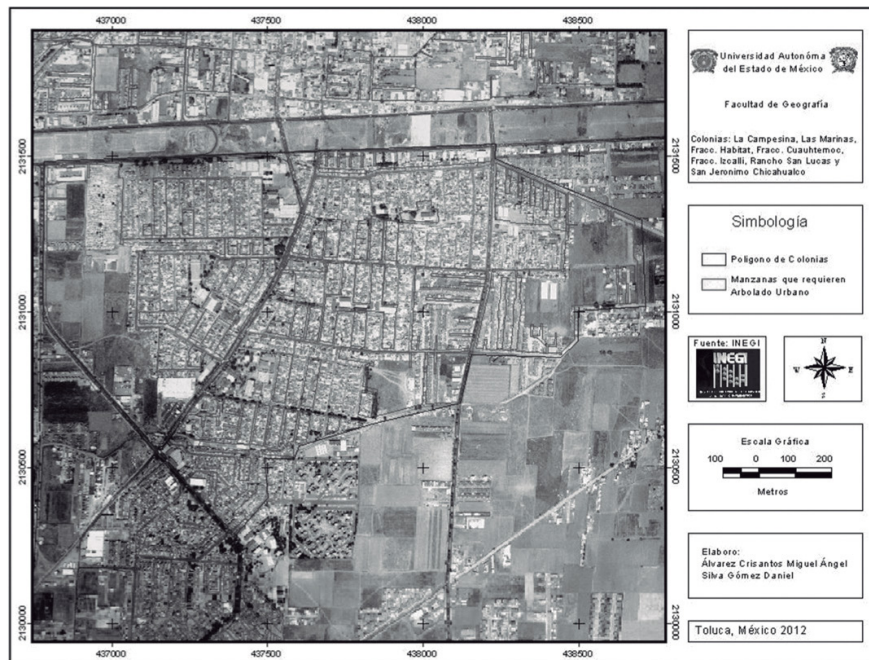 437000 437500 438000 438500
2131500
2131000
2130500
2130000
2131500
2131000
2130500
2130000
437000 437500 438000 438500
Universidad Autonóma
del Estado de México
Facultad de Geografía
Colonias: La Campesina, Las Marinas,
Fracc. Habitat, Fracc. Cuauhtemoc,
Fracc. Izcalli, Rancho San Lucas y
San Jeronimo Chicahualco
Simbología
Poligono de Colonias
Manzanas que requieren
Arbolado Urbano
Fuente: INEGI
INEGI
N
W E
S
Escala Gráfica
100 0 100 200
Metros
Elaboro:
Álvarez Crisantos Miguel Ángel
Silva Gómez Daniel
Toluca, México 2012